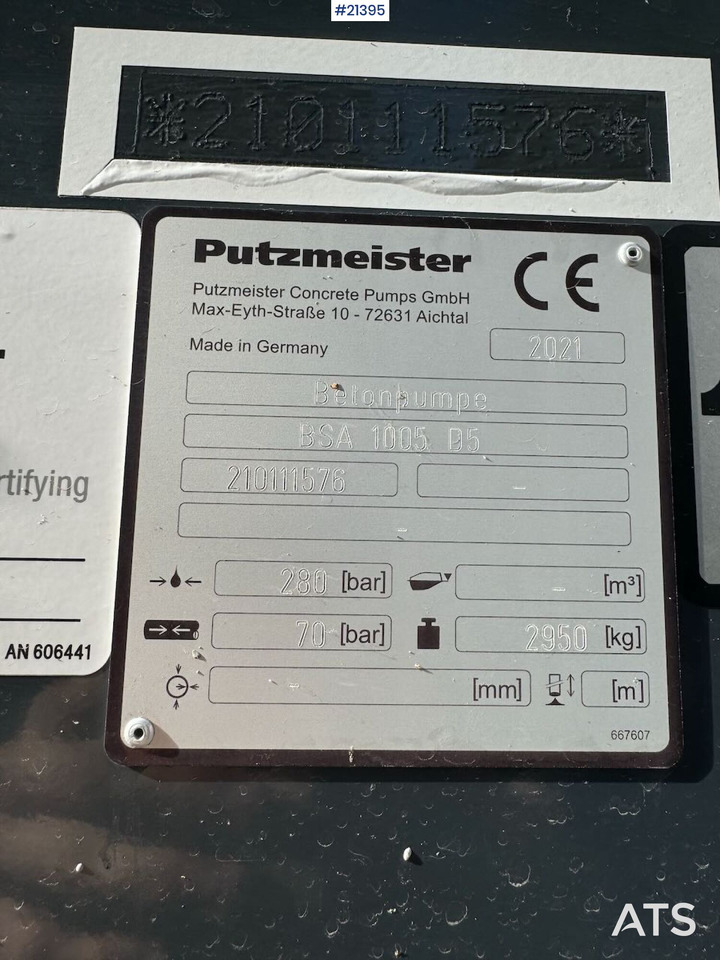 #21395
*210111576*
Putzmeister
CE
Putzmeister Concrete Pumps GmbH
Max-Eyth-Straße 10 - 72631 Aichtal
Made in Germany
2021
Betonpumpe
BSA 1005 D5
210111576 -
-
280 [bar] - [m³]
70 [bar] 2950 [kg]
- [mm] [m]
667607
rtifying
AN 606441
ATS